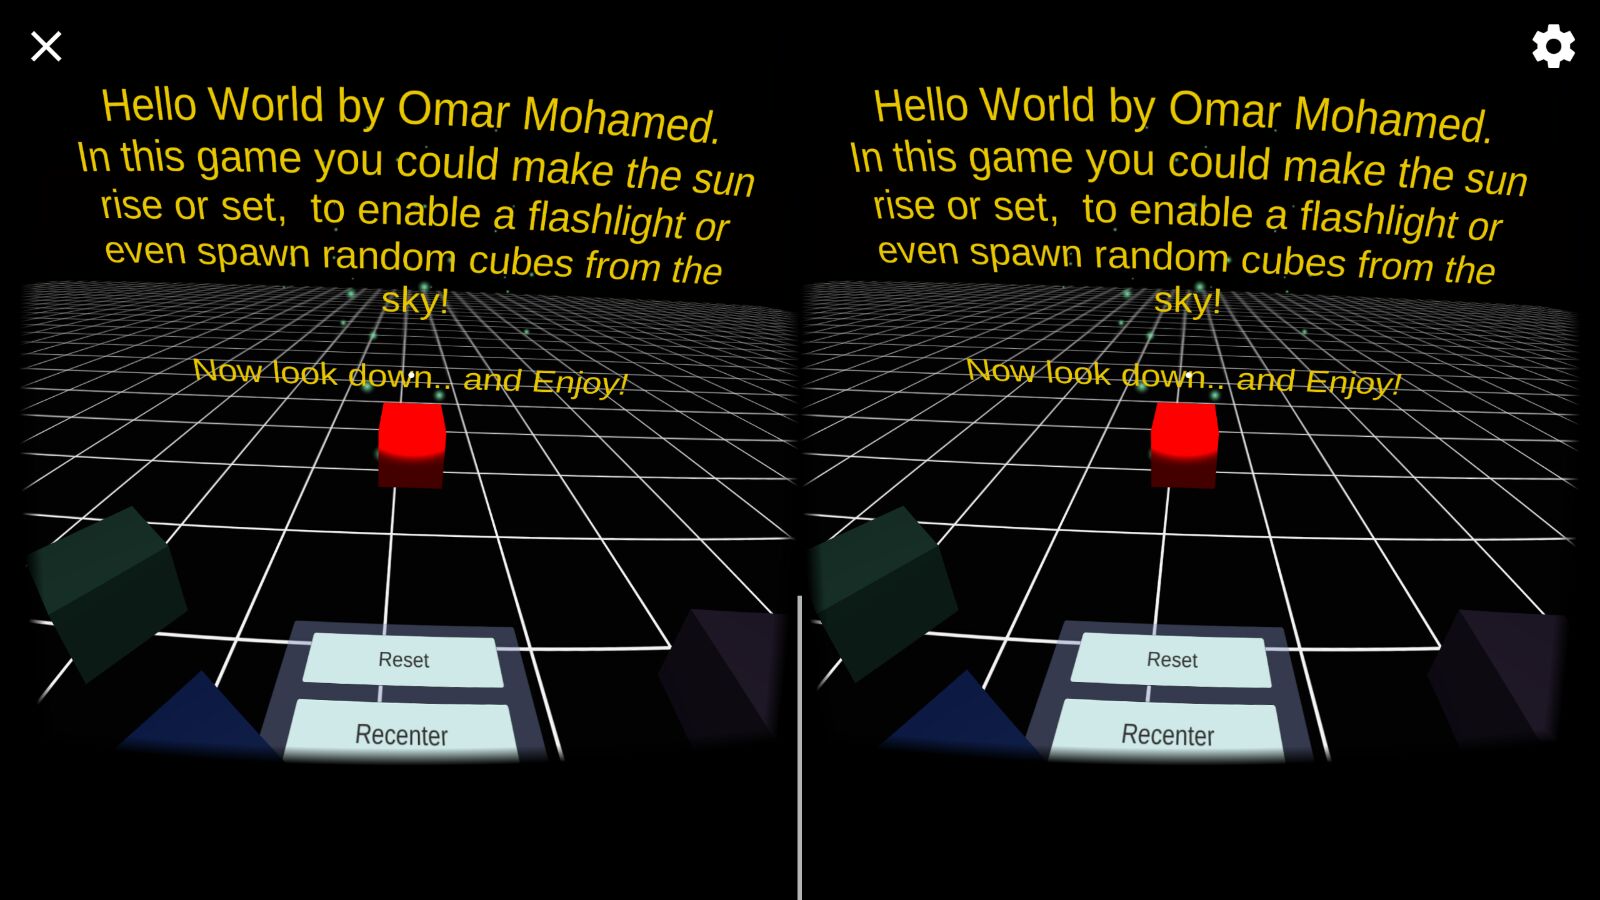 Hello World by Omar Mohamed.
In this game you could make the sun
rise or set,  to enable a flashlight or
even spawn random cubes from the
sky!
Now look down.. and Enjoy!
Reset
Recenter
Hello World by Omar Mohamed.
In this game you could make the sun
rise or set,  to enable a flashlight or
even spawn random cubes from the
sky!
Now look down.. and Enjoy!
Reset
Recenter